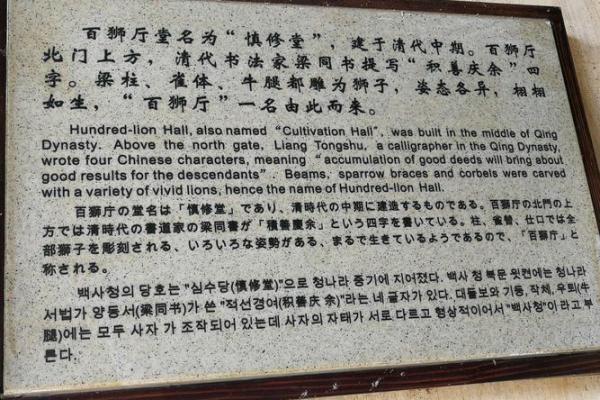 百狮厅堂名为“慎修堂”，建于清代中期。百狮厅
北门上方，清代书法家梁同书提写“积善庆余”四
字。梁柱、雀体、牛腿都雕为狮子，姿态各异，栩栩
如生，“百狮厅”一名由此而来。
Hundred-lion Hall, also named “Cultivation Hall”, was built in the middle of Qing
Dynasty. Above the north gate, Liang Tongshu, a calligrapher in the Qing Dynasty,
wrote four Chinese characters, meaning “accumulation of good deeds will bring about
good results for the descendants”. Beams, sparrow braces and corbels were carved
with a variety of vivid lions, hence the name of Hundred-lion Hall.
百獅庁の堂名は「慎修堂」であり、清時代の中期に建造するものである。百獅庁の北門の上
方では清時代の書道家の梁同書が「積善慶余」という四字を書いている。柱、雀替、仕口では全
部獅子を彫刻される、いろいろな姿勢がある、まるで生きているようであるので、「百獅庁」と
称される。
백사청의 당호는 "심수당(慎修堂)"으로 청나라 중기에 지어졌다. 백사 청 북문 윗켠에는 청나라
서법가 양동서(梁同书)가 쓴 "적선경여(积善庆 余)"라는 네 글자가 있다. 대들보와 기둥, 작체, 우퇴(牛
腿)에는 모두 사자 가 조작되어 있는데 사자의 자태가 서로 다르고 형상적이어서 "백사청"이 라고 부
른다.